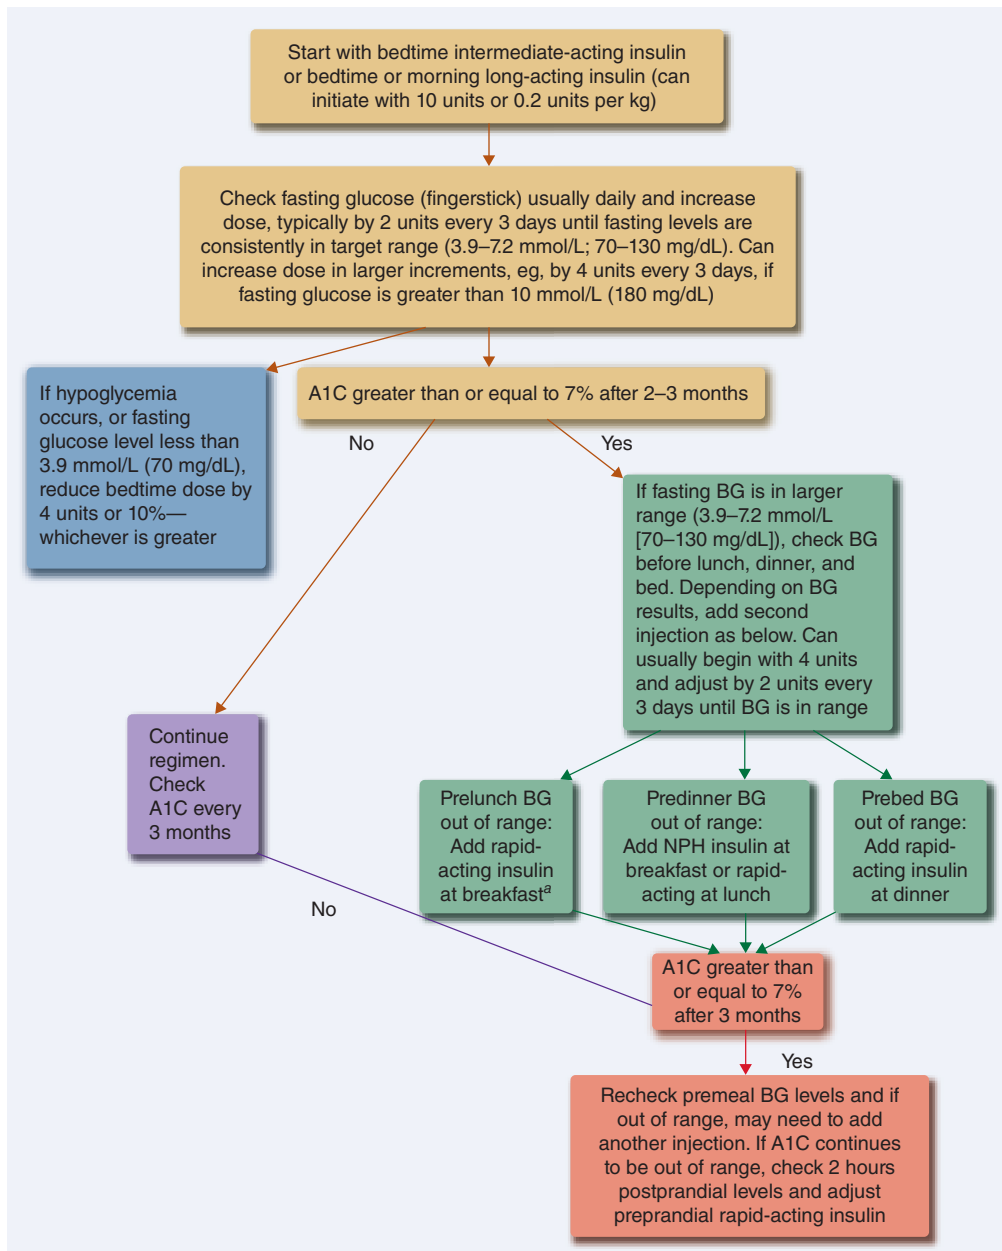 Start with bedtime intermediate-acting insulin
or bedtime or morning long-acting insulin (can
initiate with 10 units or 0.2 units per kg)
Check fasting glucose (fingerstick) usually daily and increase
dose, typically by 2 units every 3 days until fasting levels are
consistently in target range (3.9–7.2 mmol/L; 70–130 mg/dL). Can
increase dose in larger increments, eg, by 4 units every 3 days, if
fasting glucose is greater than 10 mmol/L (180 mg/dL)
If hypoglycemia
occurs, or fasting
glucose level less than
3.9 mmol/L (70 mg/dL),
reduce bedtime dose by
4 units or 10%—
whichever is greater
A1C greater than or equal to 7% after 2–3 months
No
Yes
If fasting BG is in larger
range (3.9–7.2 mmol/L
[70–130 mg/dL]), check BG
before lunch, dinner, and
bed. Depending on BG
results, add second
injection as below. Can
usually begin with 4 units
and adjust by 2 units every
3 days until BG is in range
Continue
regimen.
Check
A1C every
3 months
Prelunch BG
out of range:
Add rapid-
acting insulin
at breakfastᵃ
Predinner BG
out of range:
Add NPH insulin at
breakfast or rapid-
acting at lunch
Prebed BG
out of range:
Add rapid-
acting insulin
at dinner
No
A1C greater than
or equal to 7%
after 3 months
Yes
Recheck premeal BG levels and if
out of range, may need to add
another injection. If A1C continues
to be out of range, check 2 hours
postprandial levels and adjust
preprandial rapid-acting insulin